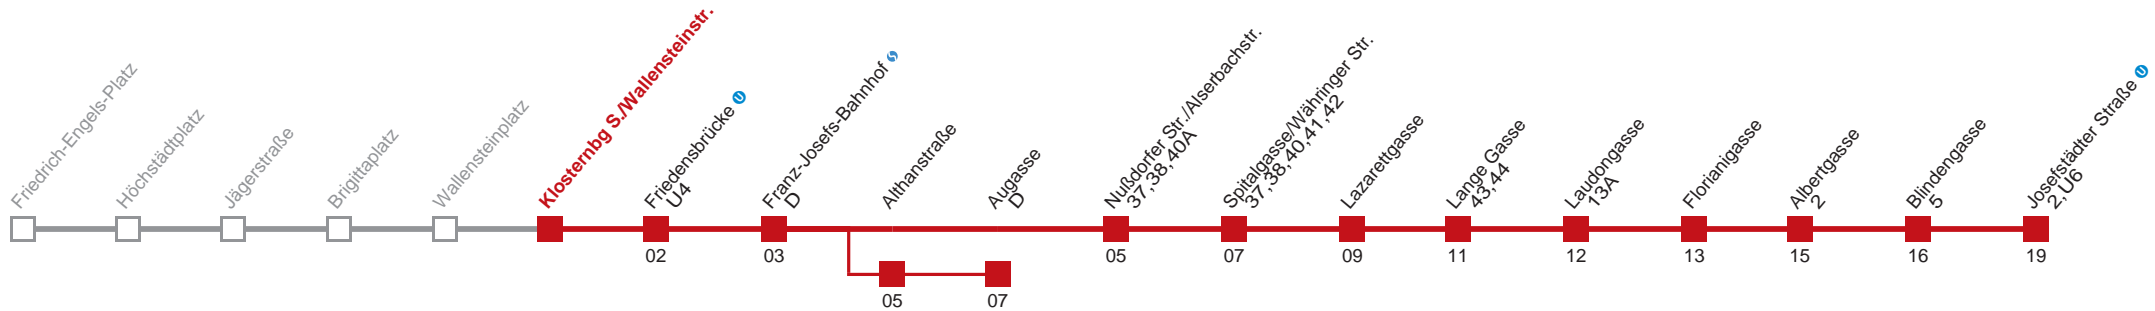 Friedrich-Engels-Platz
Höchstädtplatz
Jägerstraße
Brigittaplatz
Wallensteinplatz
Klosternbg S./Wallensteinstr.
Friedensbrücke U
U4
Franz-Josefs-Bahnhof S
D
Althanstraße
Augasse
D
Nußdorfer Str./Alserbachstr.
37,38,40A
Spitalgasse/Währinger Str.
37,38,40,41,42
Lazarettgasse
Lange Gasse
43,44
Laudongasse
13A
Florianigasse
Albertgasse
2
Blindengasse
5
Josefstädter Straße U
2,U6
02
03
05
07
09
11
12
13
15
16
19
05
07